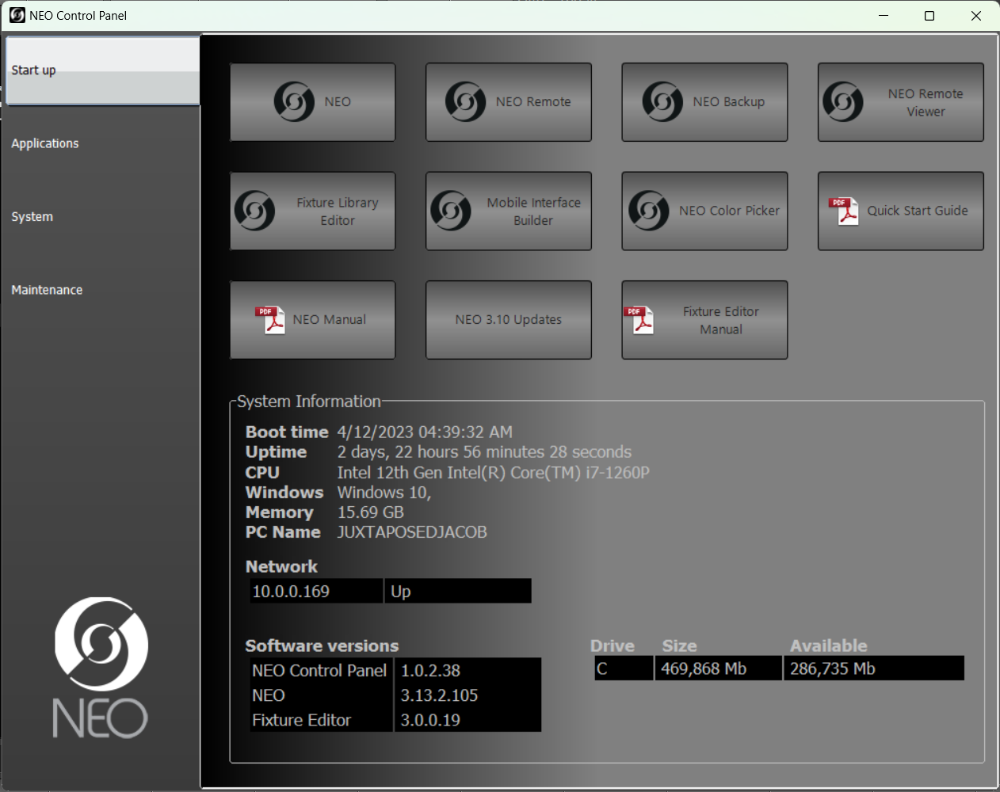 NEO Control Panel
Start up
Applications
System
Maintenance
NEO
NEO
NEO Remote
NEO Backup
NEO Remote
Viewer
Fixture Library
Editor
Mobile Interface
Builder
NEO Color Picker
PDF
Quick Start Guide
PDF
NEO Manual
NEO 3.10 Updates
PDF
Fixture Editor
Manual
System Information
Boot time 4/12/2023 04:39:32 AM
Uptime 2 days, 22 hours 56 minutes 28 seconds
CPU Intel 12th Gen Intel(R) Core(TM) i7-1260P
Windows Windows 10,
Memory 15.69 GB
PC Name JUXTAPOSEDJACOB
Network
10.0.0.169 Up
Software versions
NEO Control Panel 1.0.2.38
NEO 3.13.2.105
Fixture Editor 3.0.0.19
Drive Size Available
C 469,868 Mb 286,735 Mb